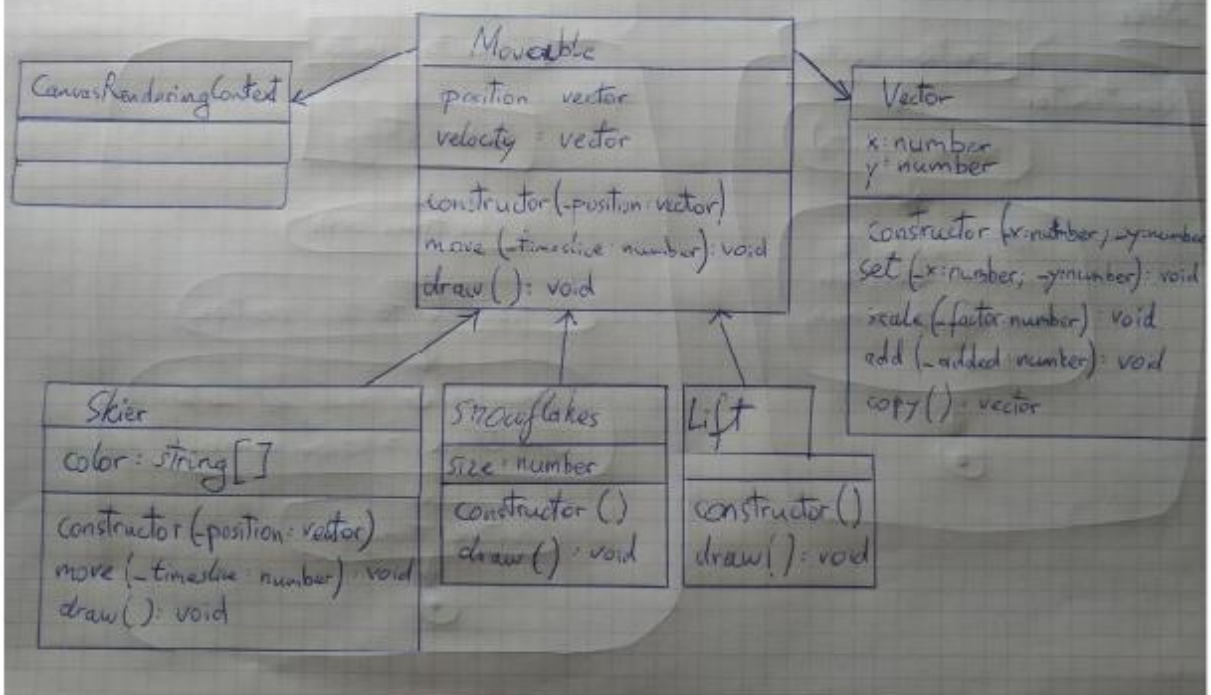 Moveable
position vector
velocity : vector
constructor(_position: vector)
move (_timeslice: number): void
draw(): void
CanvasRenderingContext
Vector
x: number
y: number
constructor (_x: number; _y: number
set (_x: number; _y: number): void
scale (_factor: number): void
add (_added: number): void
copy(): vector
Skier
color: string[]
constructor(_position: vector)
move (_timeslice: number): void
draw(): void
Snowflakes
size: number
constructor()
draw(): void
Lift
constructor()
draw(): void